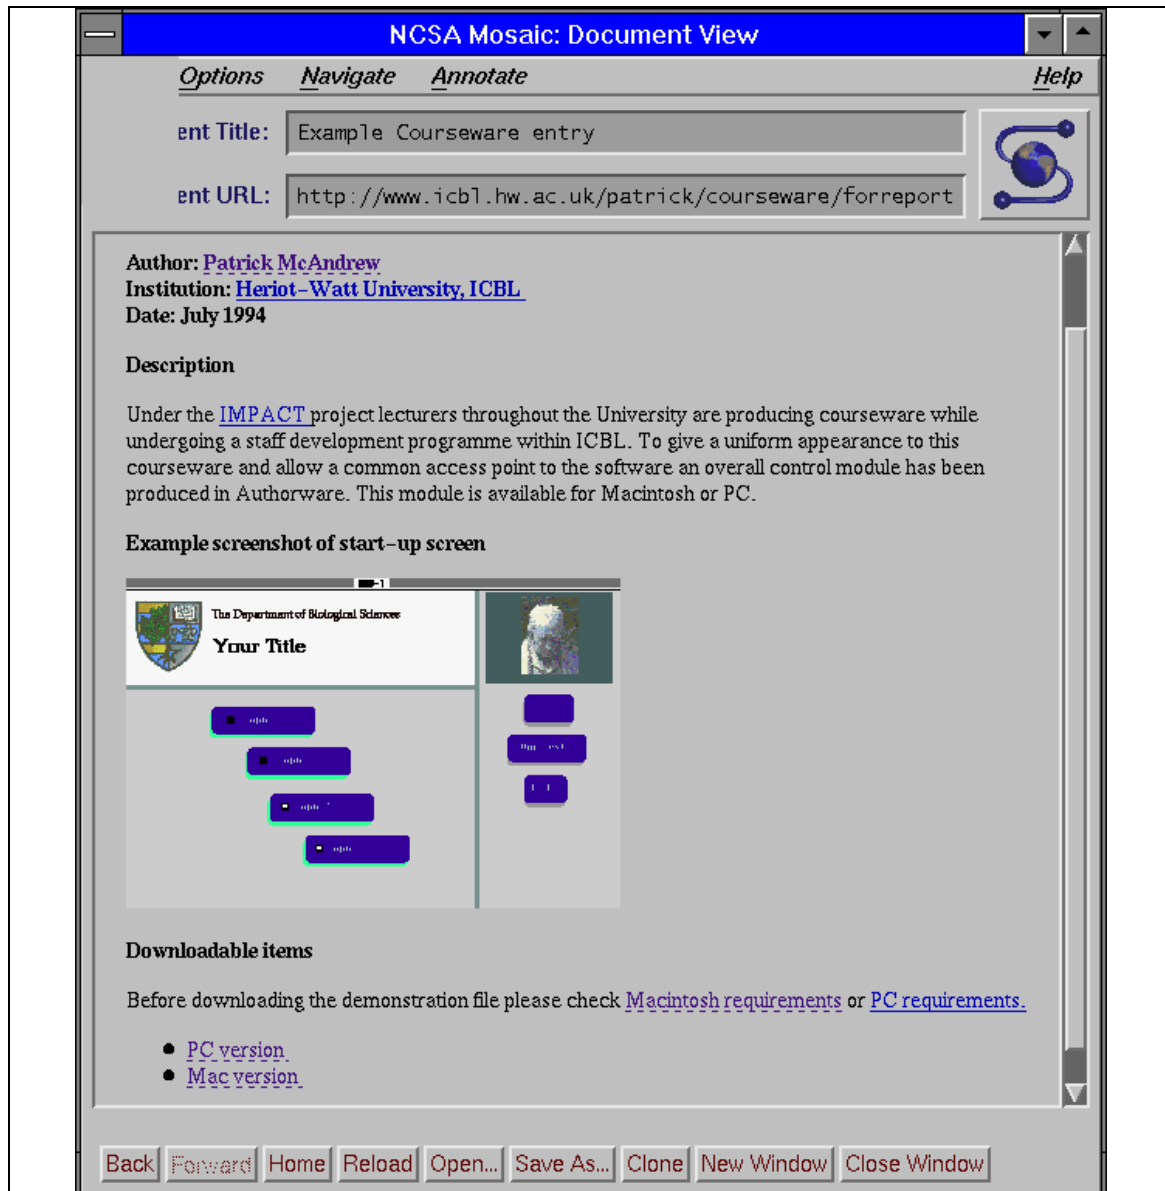 NCSA Mosaic: Document View
Options Navigate Annotate Help
ent Title: Example Courseware entry
ent URL: http://www.icbl.hw.ac.uk/patrick/courseware/forreport
Author: Patrick McAndrew
Institution: Heriot-Watt University, ICBL
Date: July 1994
Description
Under the IMPACT project lecturers throughout the University are producing courseware while
undergoing a staff development programme within ICBL. To give a uniform appearance to this
courseware and allow a common access point to the software an overall control module has been
produced in Authorware. This module is available for Macintosh or PC.
Example screenshot of start-up screen
The Department of Biological Sciences
Your Title
Downloadable items
Before downloading the demonstration file please check Macintosh requirements or PC requirements.
PC version
Mac version
Back Forward Home Reload Open... Save As... Clone New Window Close Window